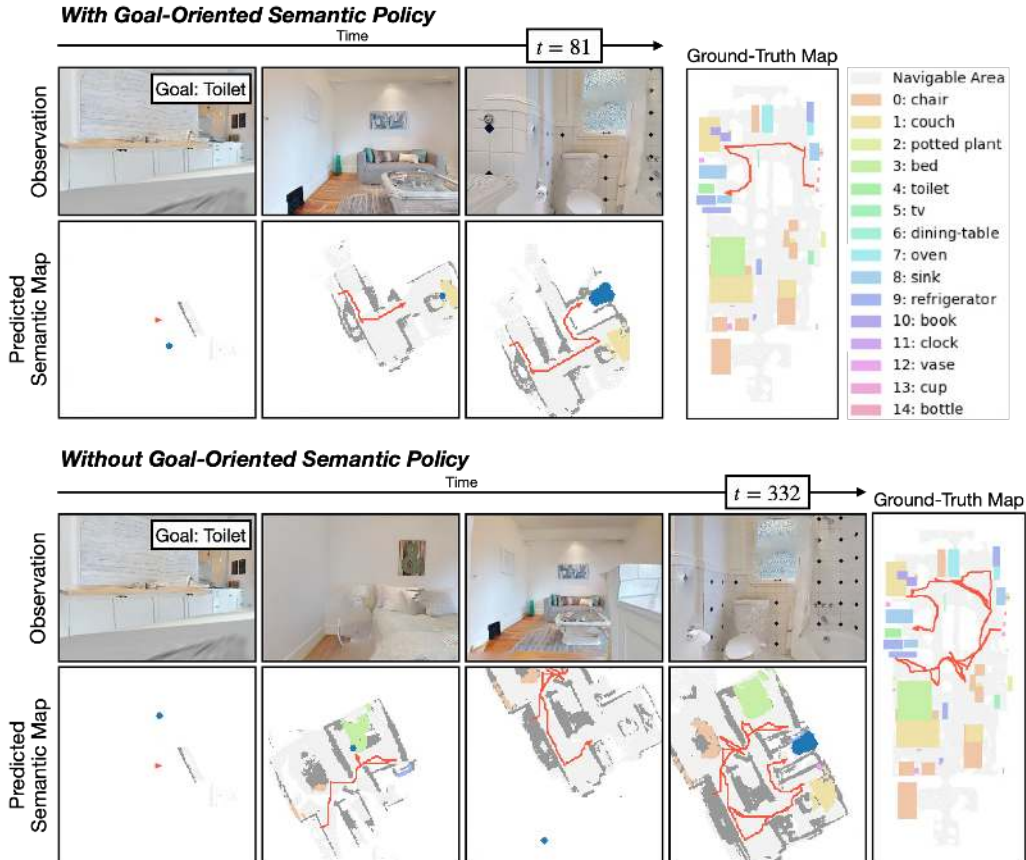 With Goal-Oriented Semantic Policy
Time
t = 81
Ground-Truth Map
Observation
Goal: Toilet
Predicted
Semantic Map
Navigable Area
0: chair
1: couch
2: potted plant
3: bed
4: toilet
5: tv
6: dining-table
7: oven
8: sink
9: refrigerator
10: book
11: clock
12: vase
13: cup
14: bottle
Without Goal-Oriented Semantic Policy
Time
t = 332
Ground-Truth Map
Observation
Goal: Toilet
Predicted
Semantic Map